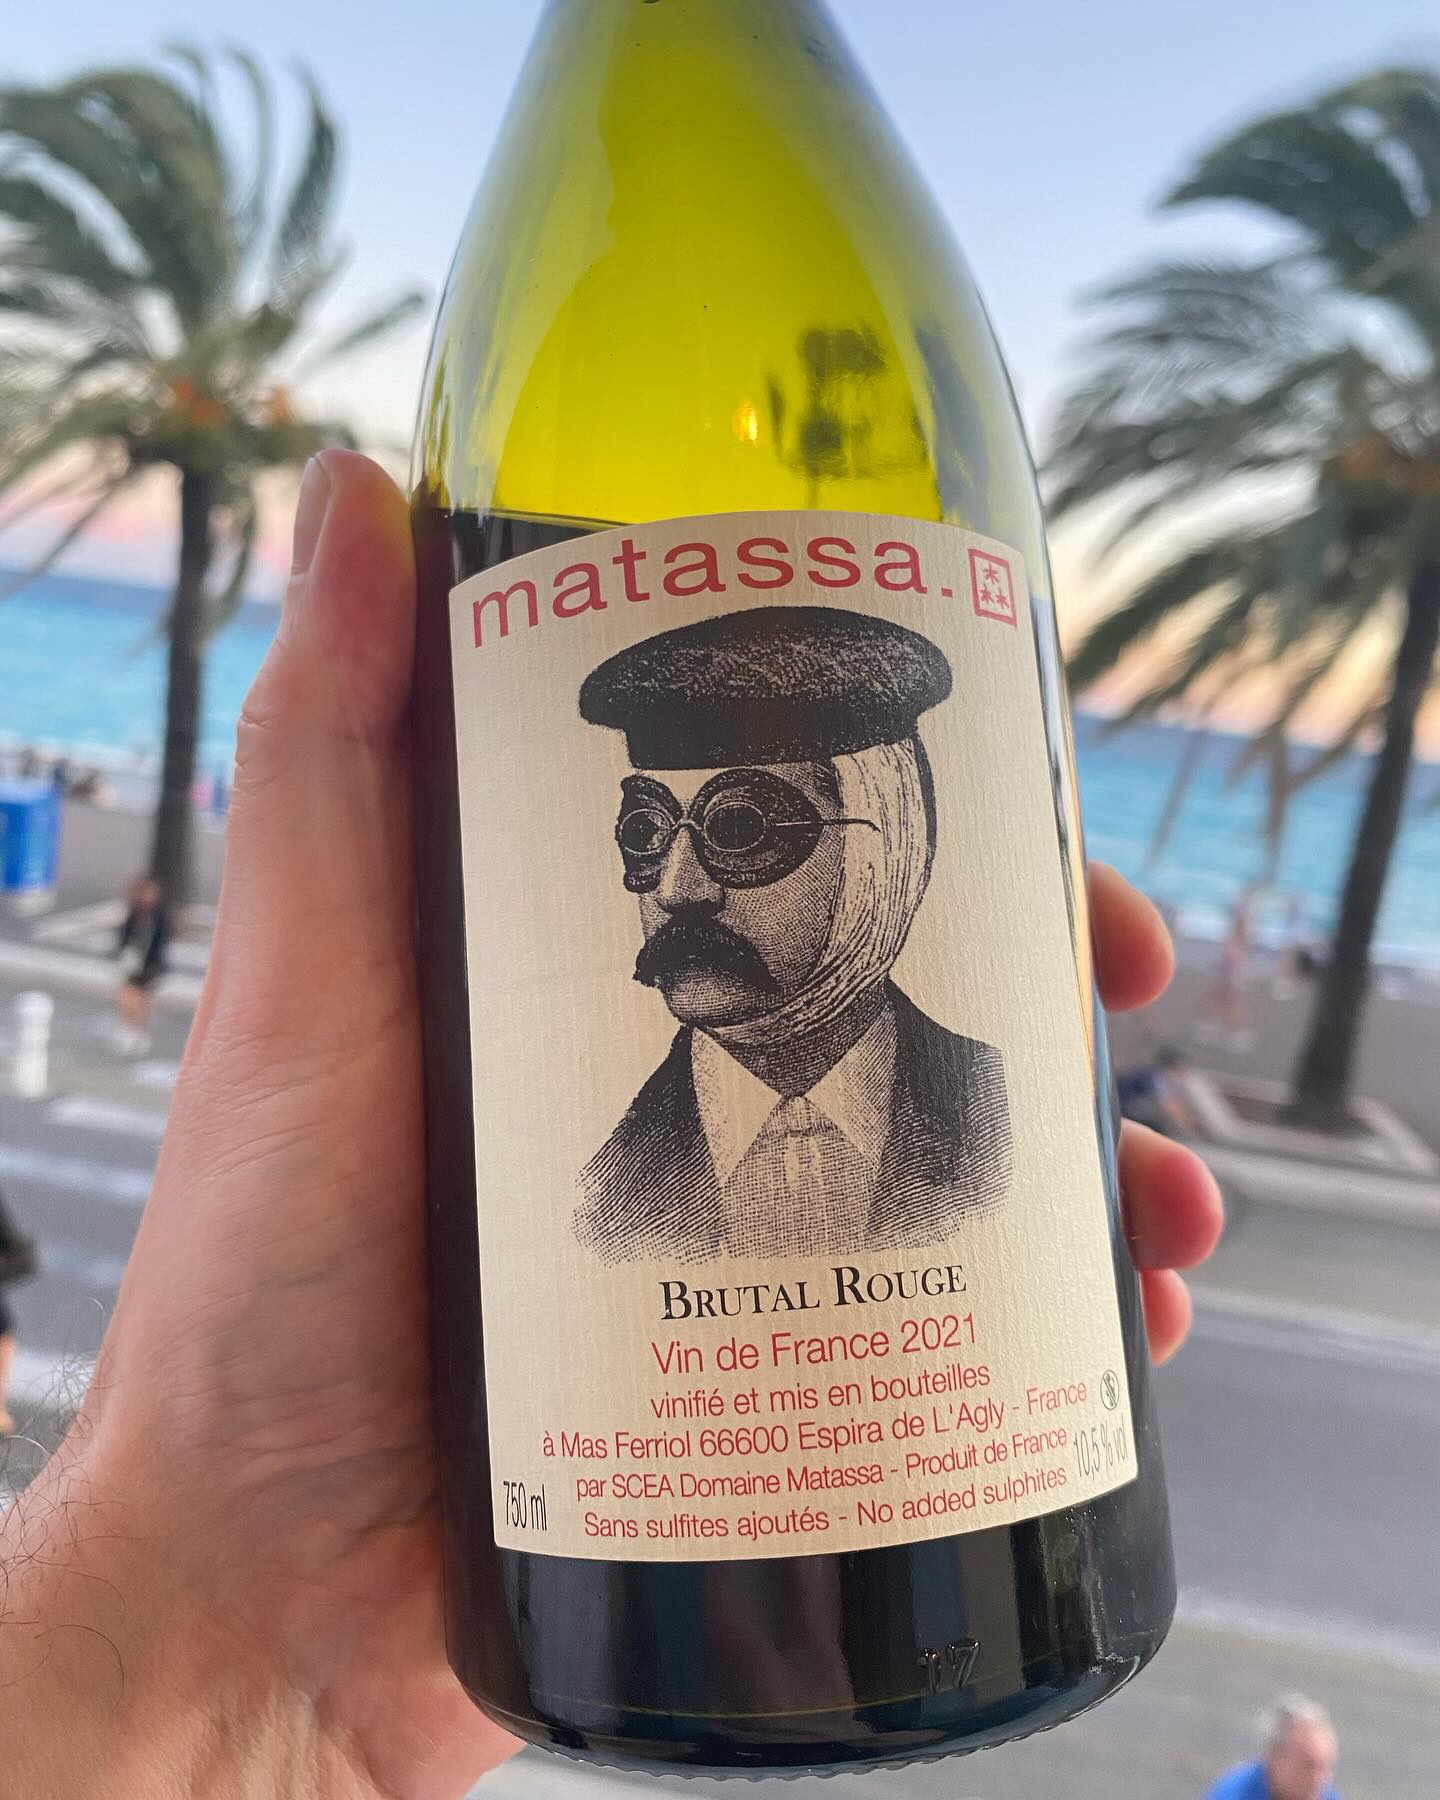 matassa.
BRUTAL ROUGE
Vin de France 2021
vinifié et mis en bouteilles
à Mas Ferriol 66600 Espira de L'Agly - France
par SCEA Domaine Matassa - Produit de France
Sans sulfites ajoutés - No added sulphites
750 ml
10,5 % vol
17